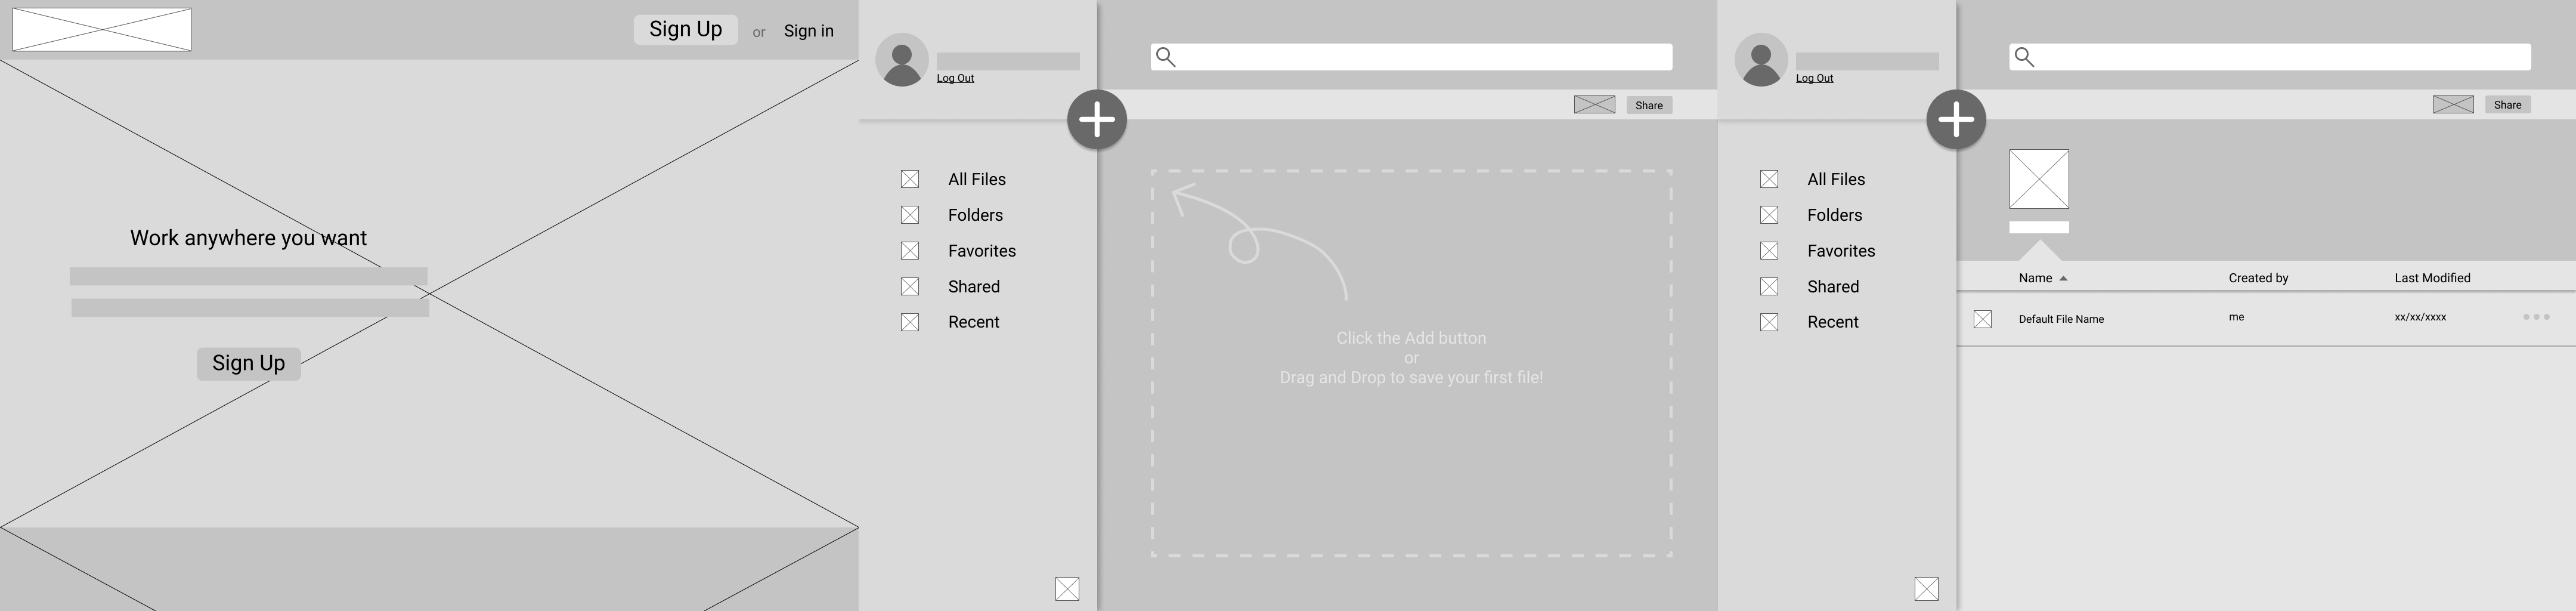 Sign Up or Sign in
Work anywhere you want
Sign Up
Log Out
Share
All Files
Folders
Favorites
Shared
Recent
Click the Add button
or
Drag and Drop to save your first file!
Log Out
Share
All Files
Folders
Favorites
Shared
Recent
Name Created by Last Modified
Default File Name me xx/xx/xxxx